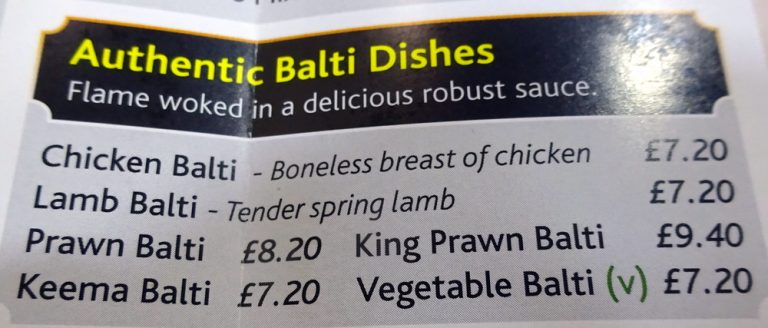 Authentic Balti Dishes
Flame woked in a delicious robust sauce.
Chicken Balti - Boneless breast of chicken £7.20
Lamb Balti - Tender spring lamb £7.20
Prawn Balti £8.20 King Prawn Balti £9.40
Keema Balti £7.20 Vegetable Balti (v) £7.20